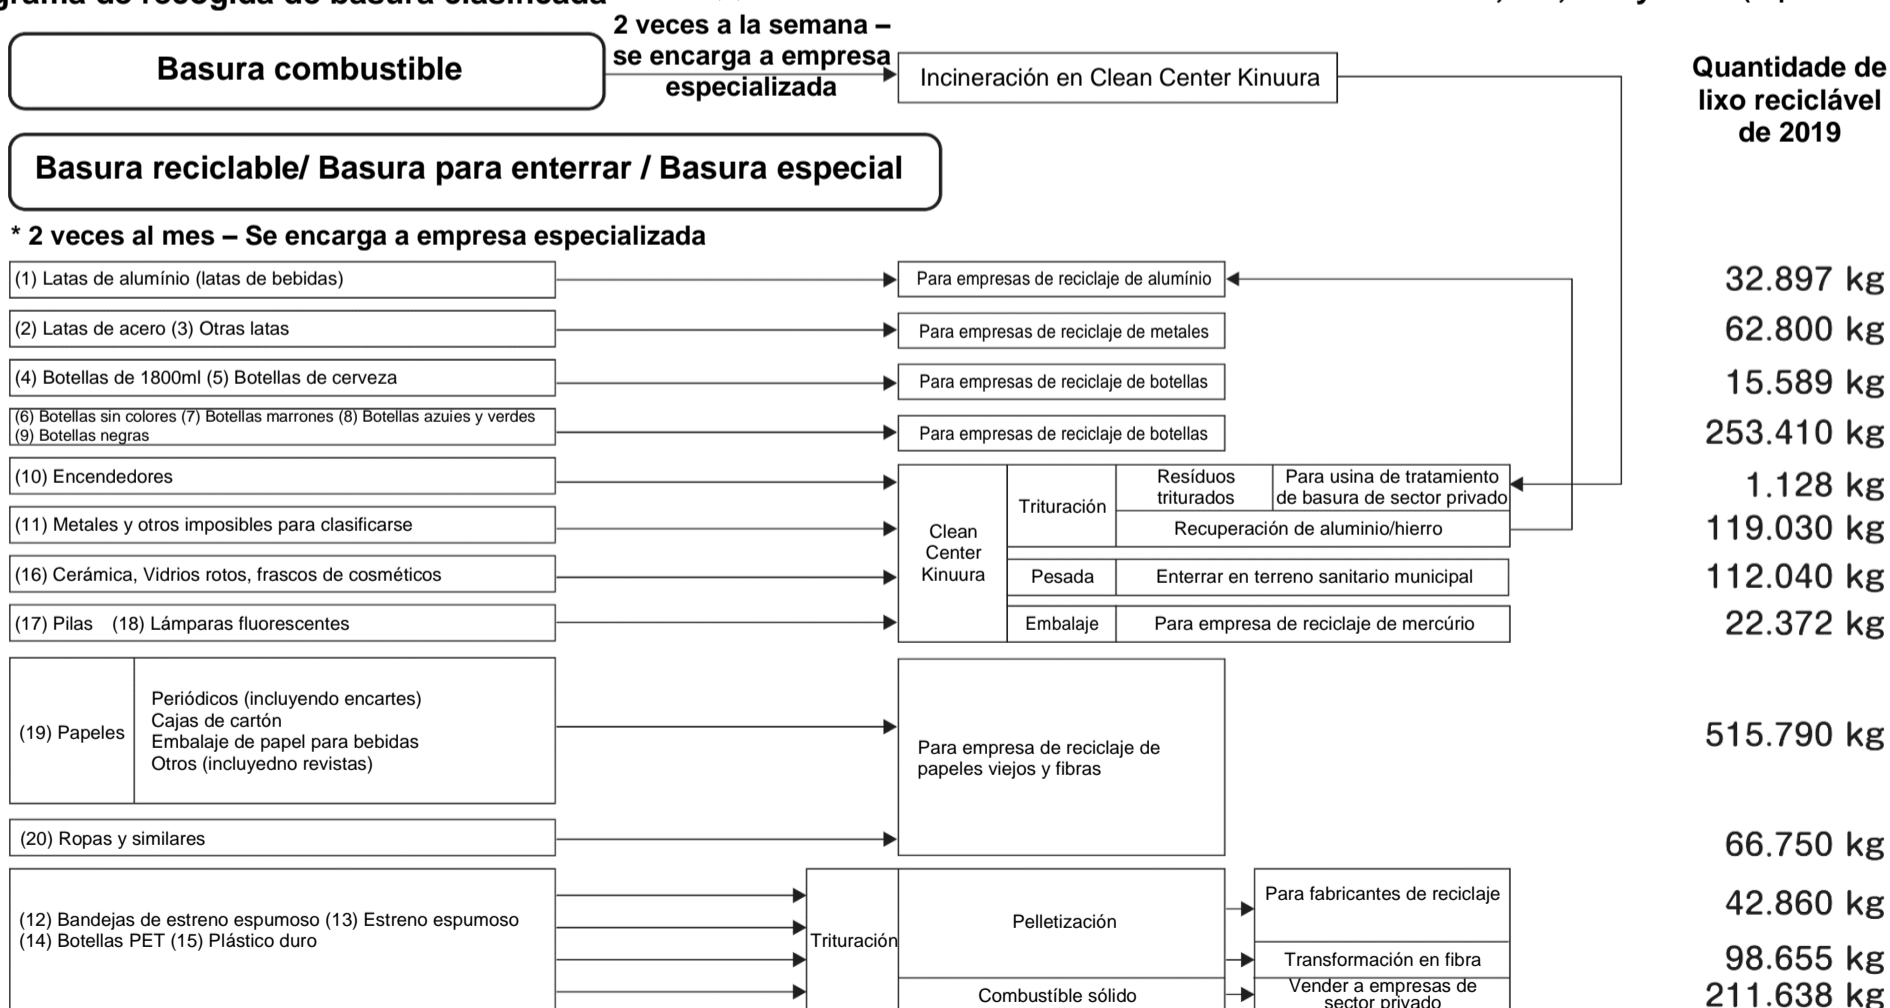 grama de recogida de basura clasificada
2 veces a la semana –
se encarga a empresa
especializada
Basura combustible
Incineración en Clean Center Kinuura
Quantidade de
lixo reciclável
de 2019
Basura reciclable/ Basura para enterrar / Basura especial
* 2 veces al mes – Se encarga a empresa especializada
(1) Latas de alumínio (latas de bebidas)
Para empresas de reciclaje de alumínio
32.897 kg
(2) Latas de acero (3) Otras latas
Para empresas de reciclaje de metales
62.800 kg
(4) Botellas de 1800ml (5) Botellas de cerveza
Para empresas de reciclaje de botellas
15.589 kg
(6) Botellas sin colores (7) Botellas marrones (8) Botellas azuies y verdes
(9) Botellas negras
Para empresas de reciclaje de botellas
253.410 kg
(10) Encendedores
Clean
Center
Kinuura
Trituración
Resíduos
triturados
Para usina de tratamiento
de basura de sector privado
1.128 kg
(11) Metales y otros imposibles para clasificarse
Recuperación de aluminio/hierro
119.030 kg
(16) Cerámica, Vidrios rotos, frascos de cosméticos
Pesada
Enterrar en terreno sanitario municipal
112.040 kg
(17) Pilas (18) Lámparas fluorescentes
Embalaje
Para empresa de reciclaje de mercúrio
22.372 kg
(19) Papeles
Periódicos (incluyendo encartes)
Cajas de cartón
Embalaje de papel para bebidas
Otros (incluyedno revistas)
Para empresa de reciclaje de
papeles viejos y fibras
515.790 kg
(20) Ropas y similares
66.750 kg
(12) Bandejas de estreno espumoso (13) Estreno espumoso
(14) Botellas PET (15) Plástico duro
Trituración
Pelletización
Para fabricantes de reciclaje
42.860 kg
Transformación en fibra
98.655 kg
Combustíble sólido
Vender a empresas de
sector privado
211.638 kg